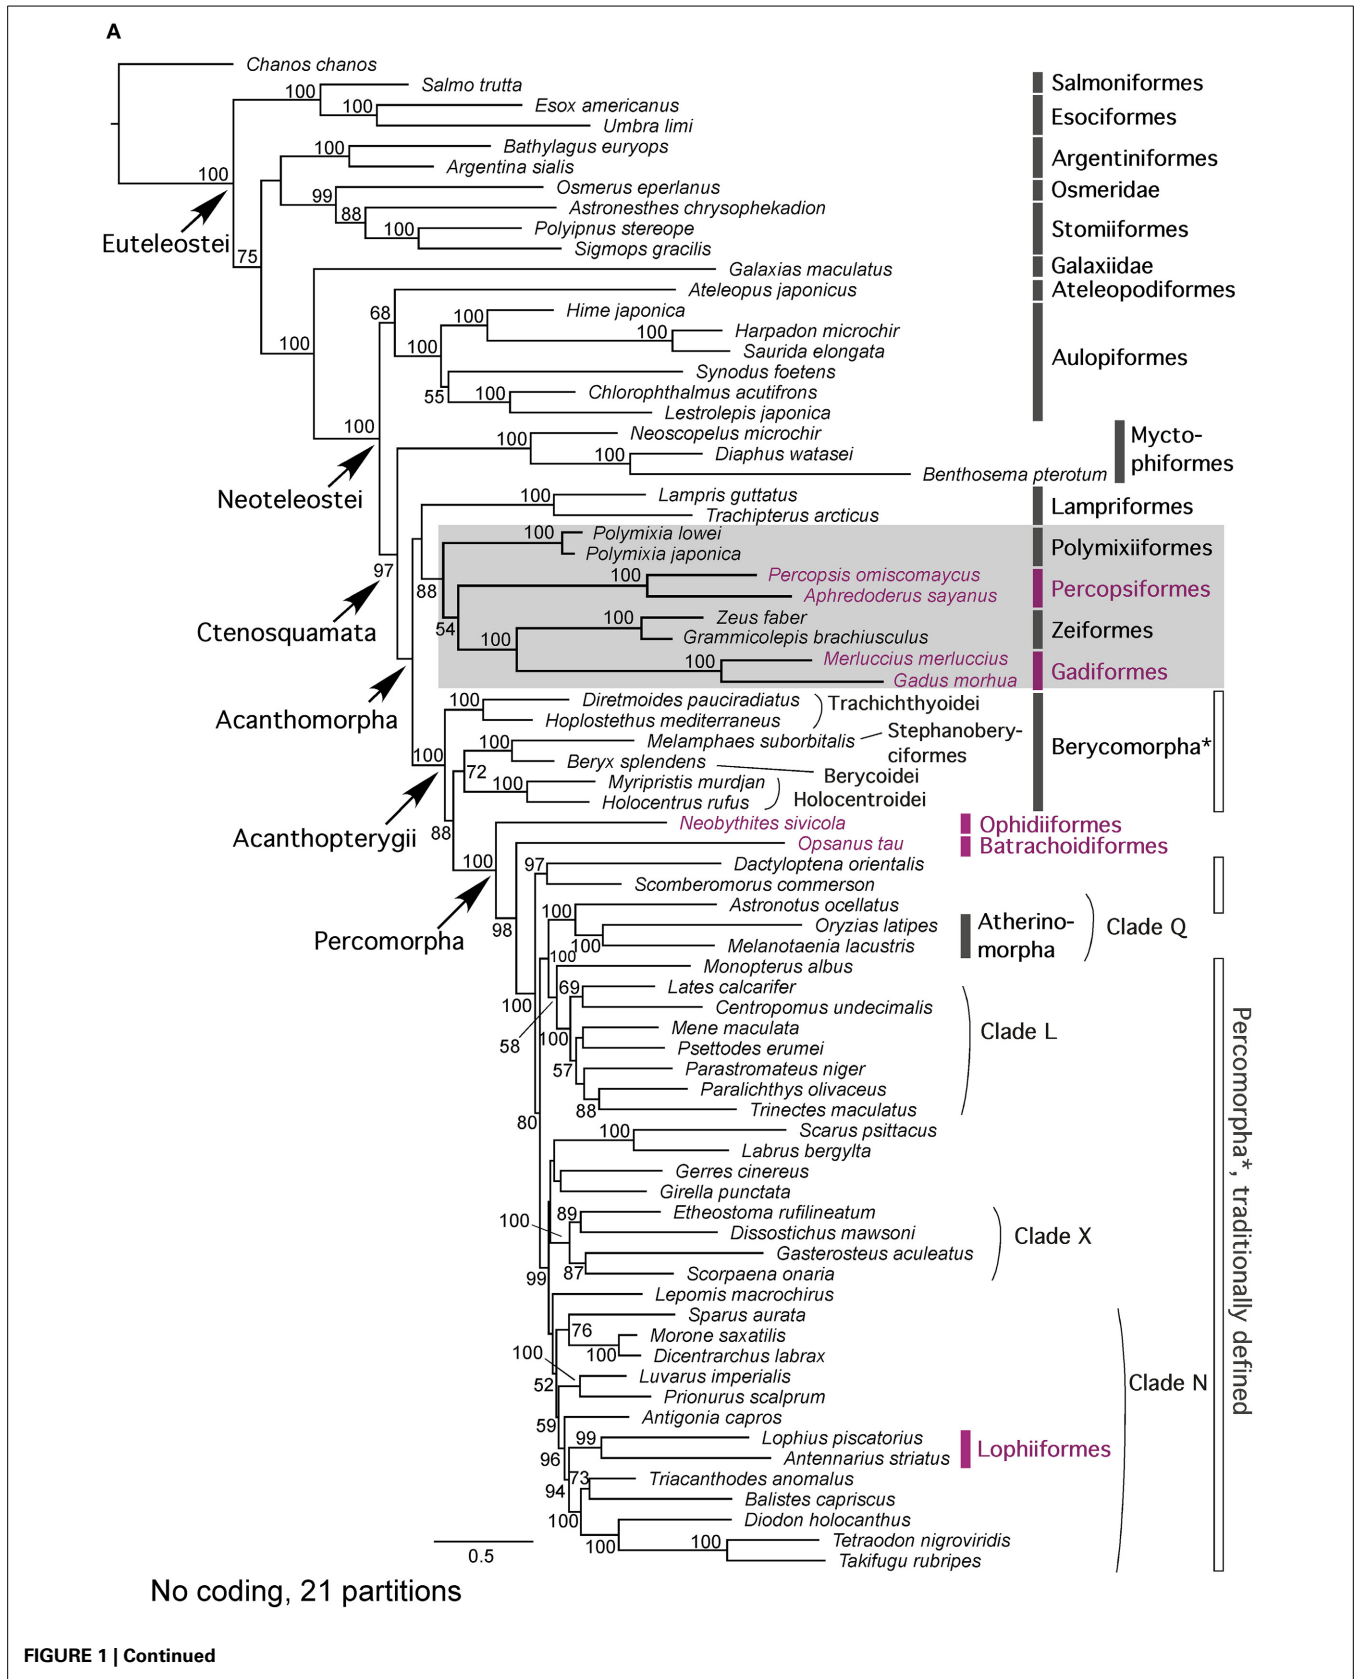 A
Chanos chanos
Salmo trutta
Salmoniformes
100
Esox americanus
100
Umbra limi
Esociformes
Bathylagus euryops
100
Argentina sialis
Argentiniformes
100
Osmerus eperlanus
Osmeridae
99
Astronesthes chrysophekadion
88
Polyipnus stereope
100
Stomiiformes
Euteleostei
Sigmops gracilis
75
Galaxias maculatus
Galaxiidae
Ateleopus japonicus
Ateleopodiformes
68
Hime japonica
100
Harpadon microchir
100
100
Saurida elongata
Aulopiformes
100
Synodus foetens
55
Chlorophthalmus acutifrons
100
Lestrolepis japonica
100
Neoscopelus microchir
100
Mycto-
phiformes
Diaphus watasei
100
Benthosema pterotum
Neoteleostei
Lampris guttatus
100
Trachipterus arcticus
Lampriformes
Polymixia lowei
100
Polymixia japonica
Polymixiiformes
97
88
Percopsis omiscomaycus
100
Aphredoderus sayanus
Percopsiformes
Ctenosquamata
54
Zeus faber
100
Grammicolepis brachiusculus
Zeiformes
100
Merluccius merluccius
100
Gadus morhua
Gadiformes
Acanthomorpha
Diretmoides pauciradiatus
100
Hoplostethus mediterraneus
Trachichthyoidei
Melamphaes suborbitalis
100
Stephanobery-
ciformes
Berycomorpha*
100
Beryx splendens
72
Berycoidei
Myripristis murdjan
100
Holocentrus rufus
Holocentroidei
Acanthopterygii
88
Neobythites sivicola
Ophidiiformes
Opsanus tau
Batrachoidiformes
100
Dactyloptena orientalis
97
Scomberomorus commerson
Percomorpha
98
Astronotus ocellatus
100
Oryzias latipes
100
Melanotaenia lacustris
Atherino-
morpha
Clade Q
100
Monopterus albus
100
58
Lates calcarifer
69
Centropomus undecimalis
100
Mene maculata
Psettodes erumei
Clade L
57
Parastromateus niger
Paralichthys olivaceus
88
Trinectes maculatus
80
Scarus psittacus
100
Labrus bergylta
Gerres cinereus
Girella punctata
Percomorpha*, traditionally defined
Etheostoma rufilineatum
89
100
Dissostichus mawsoni
Clade X
Gasterosteus aculeatus
87
Scorpaena onaria
99
Lepomis macrochirus
Sparus aurata
76
Morone saxatilis
100
Dicentrarchus labrax
100
Luvarus imperialis
52
Prionurus scalprum
Clade N
59
Antigonia capros
Lophius piscatorius
99
Antennarius striatus
Lophiiformes
96
Triacanthodes anomalus
73
94
Balistes capriscus
100
Diodon holocanthus
100
Tetraodon nigroviridis
100
Takifugu rubripes
0.5
No coding, 21 partitions
FIGURE 1 | Continued